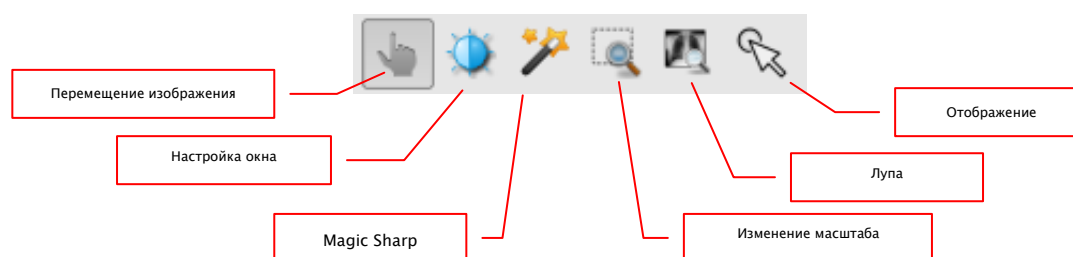 Перемещение изображения
Отображение
Настройка окна
Лупа
Magic Sharp
Изменение масштаба